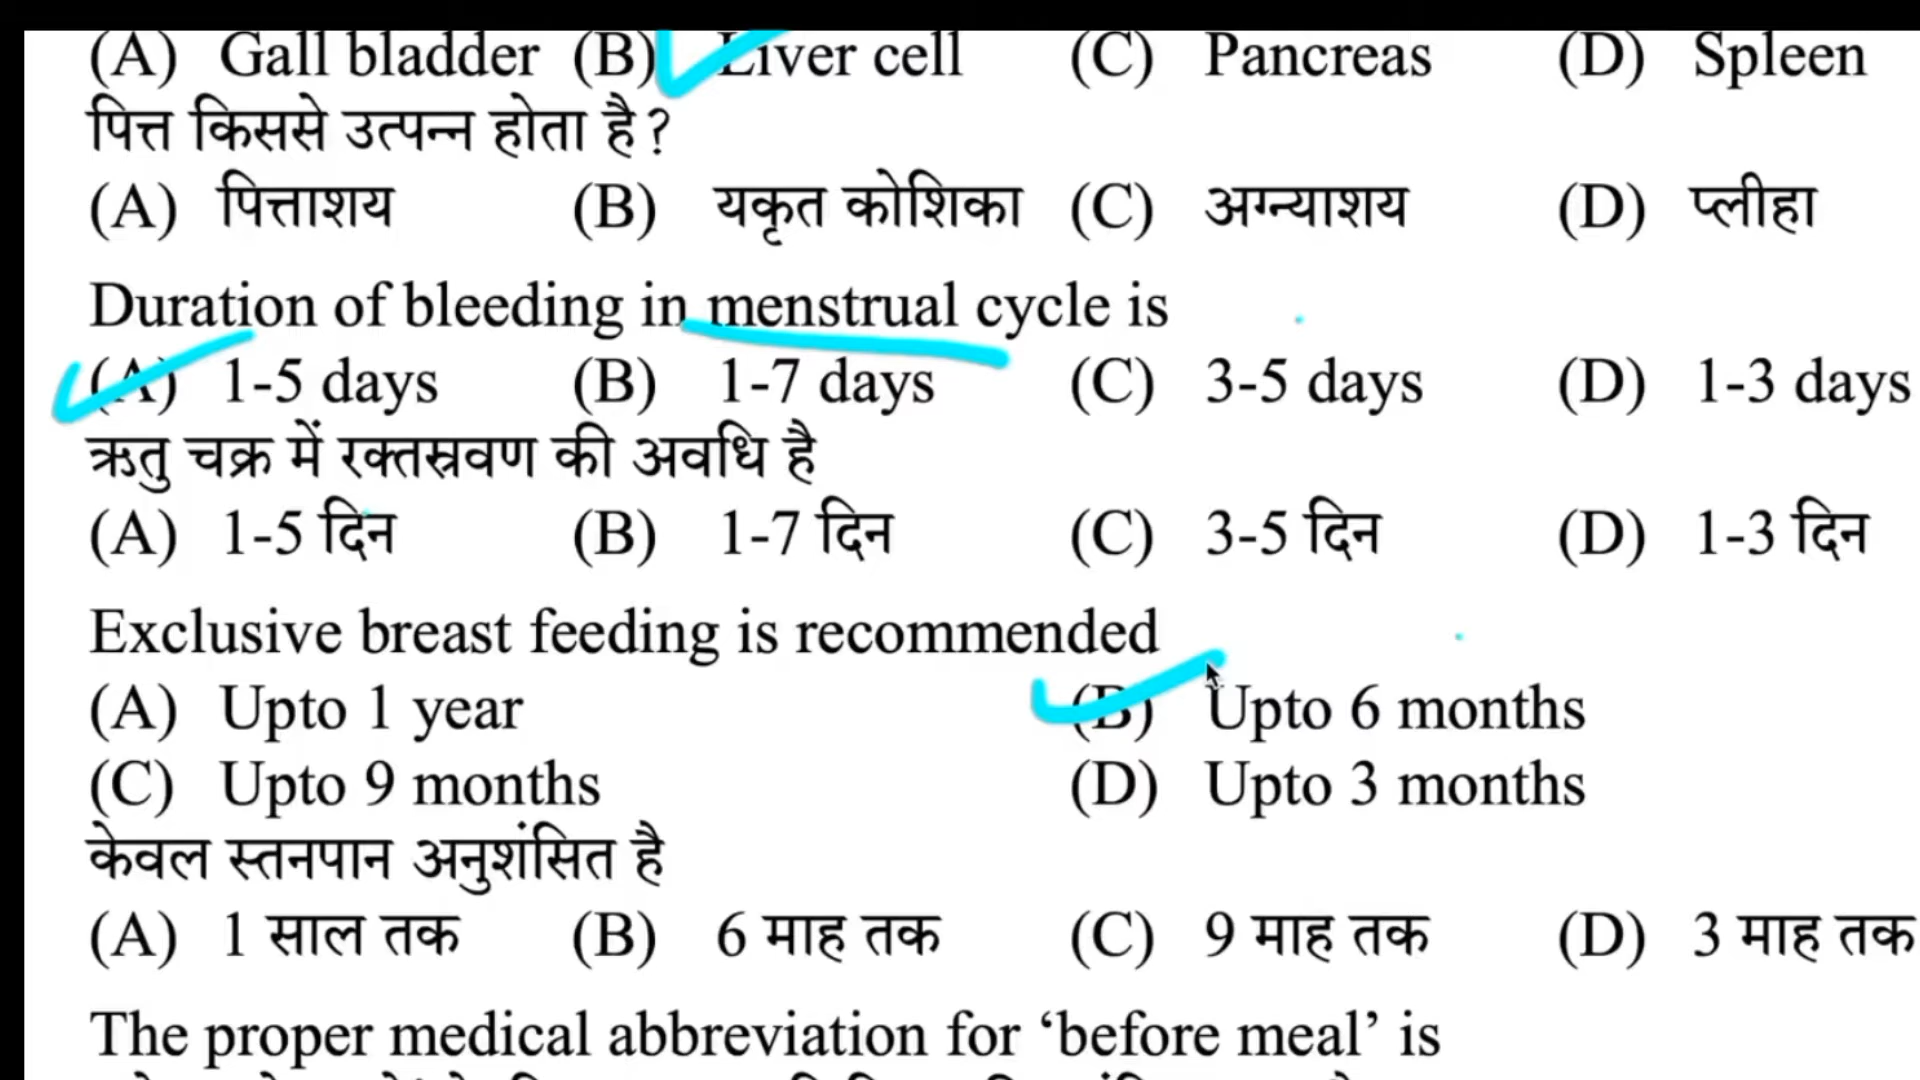 (A) Gall bladder (B) Liver cell (C) Pancreas (D) Spleen
पित्त किससे उत्पन्न होता है ?
(A) पित्ताशय (B) यकृत कोशिका (C) अग्न्याशय (D) प्लीहा
Duration of bleeding in menstrual cycle is
(A) 1-5 days (B) 1-7 days (C) 3-5 days (D) 1-3 days
ऋतु चक्र में रक्तस्रवण की अवधि है
(A) 1-5 दिन (B) 1-7 दिन (C) 3-5 दिन (D) 1-3 दिन
Exclusive breast feeding is recommended
(A) Upto 1 year (B) Upto 6 months
(C) Upto 9 months (D) Upto 3 months
केवल स्तनपान अनुशंसित है
(A) 1 साल तक (B) 6 माह तक (C) 9 माह तक (D) 3 माह तक
The proper medical abbreviation for ‘before meal’ is